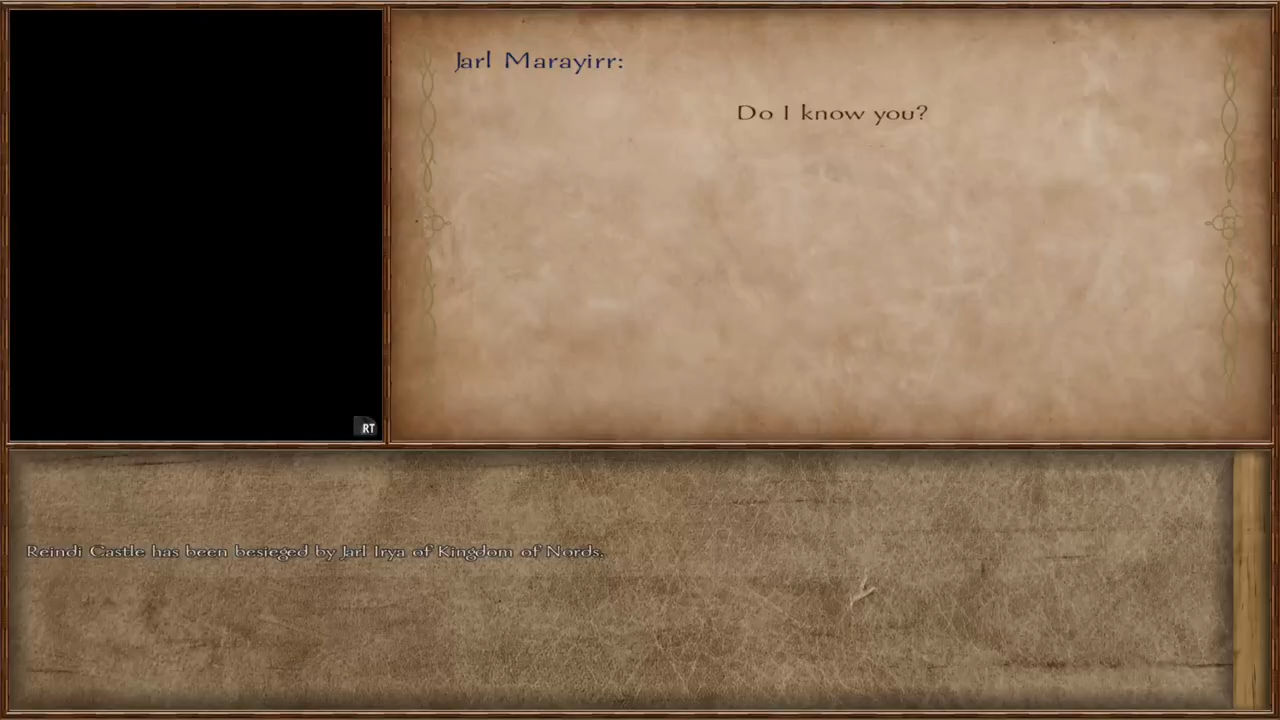 Jarl Marayirr:
Do I know you?
RT
Reindi Castle has been besieged by Jarl Irya of Kingdom of Nords.